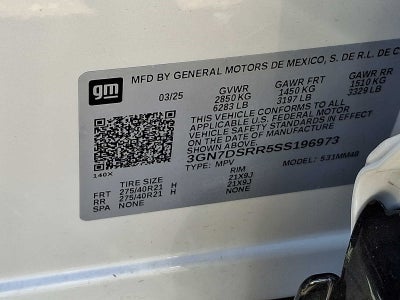 gm
MFD BY GENERAL MOTORS DE MEXICO, S. DE R.L. DE C
03/25 GVWR GAWR FRT GAWR RR
2850 KG 1450 KG 1510 KG
6283 LB 3197 LB 3329 LB
THIS VEHICLE CONFORMS TO ALL
APPLICABLE U.S. FEDERAL MOTOR
VEHICLE SAFETY STANDARDS IN EFFECT
ON THE DATE OF MANUFACTURE
SHOWN ABOVE.
3GN7DSRR5SS196973
140X TYPE: MPV MODEL: 5J1MM48
TIRE SIZE RIM
FRT 275/40R21 H 21X9J
RR 275/40R21 H 21X9J
SPA NONE NONE